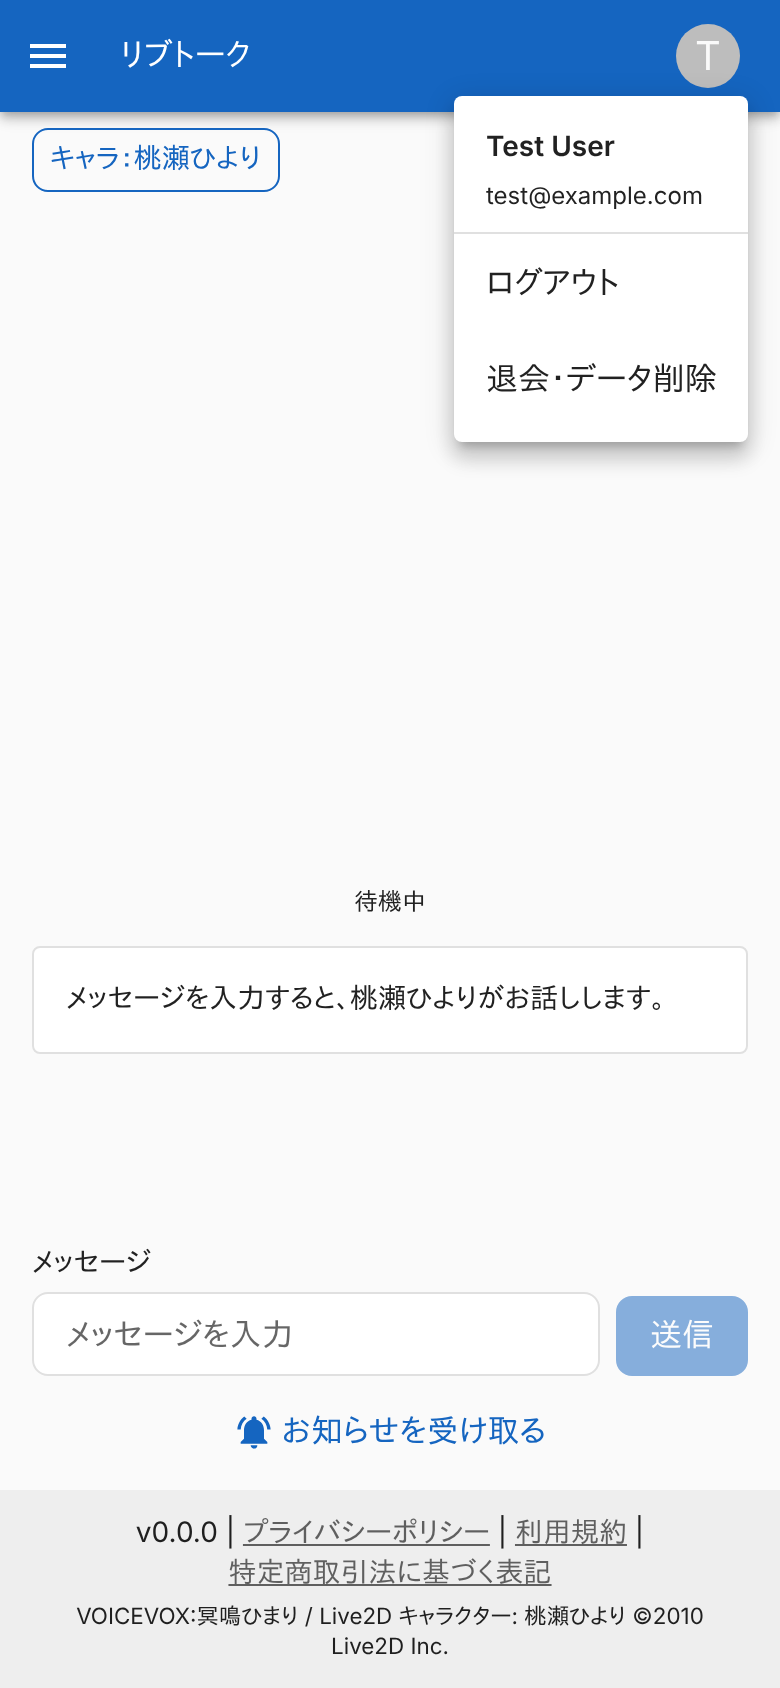 リブトーク
T
キャラ：桃瀬ひより
Test User
test@example.com
ログアウト
退会・データ削除
待機中
メッセージを入力すると、桃瀬ひよりがお話しします。
メッセージ
メッセージを入力
送信
お知らせを受け取る
v0.0.0 | プライバシーポリシー | 利用規約 |
特定商取引法に基づく表記
VOICEVOX:冥鳴ひまり / Live2D キャラクター: 桃瀬ひより ©2010
Live2D Inc.